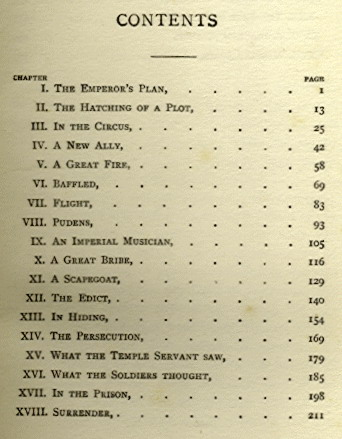 CONTENTS
CHAPTER PAGE
I. THE EMPEROR'S PLAN, . . . . . 1
II. THE HATCHING OF A PLOT, . . . . 13
III. IN THE CIRCUS, . . . . . . 25
IV. A NEW ALLY, . . . . . . 42
V. A GREAT FIRE, . . . . . . 58
VI. BAFFLED, . . . . . . . 69
VII. FLIGHT, . . . . . . . 83
VIII. PUDENS, . . . . . . . 93
IX. AN IMPERIAL MUSICIAN, . . . . 105
X. A GREAT BRIBE, . . . . . . 116
XI. A SCAPEGOAT, . . . . . . 129
XII. THE EDICT, . . . . . . . 140
XIII. IN HIDING, . . . . . . . 154
XIV. THE PERSECUTION, . . . . . 169
XV. WHAT THE TEMPLE SERVANT SAW, . . . 179
XVI. WHAT THE SOLDIERS THOUGHT, . . . 185
XVII. IN THE PRISON, . . . . . . 198
XVIII. SURRENDER, . . . . . . . 211